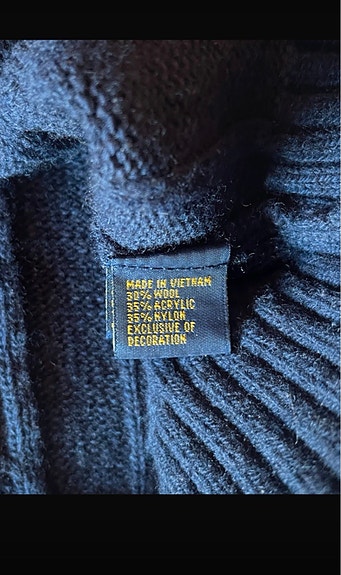 MADE IN VIETNAM
30% WOOL
35% ACRYLIC
35% NYLON
EXCLUSIVE OF
DECORATION